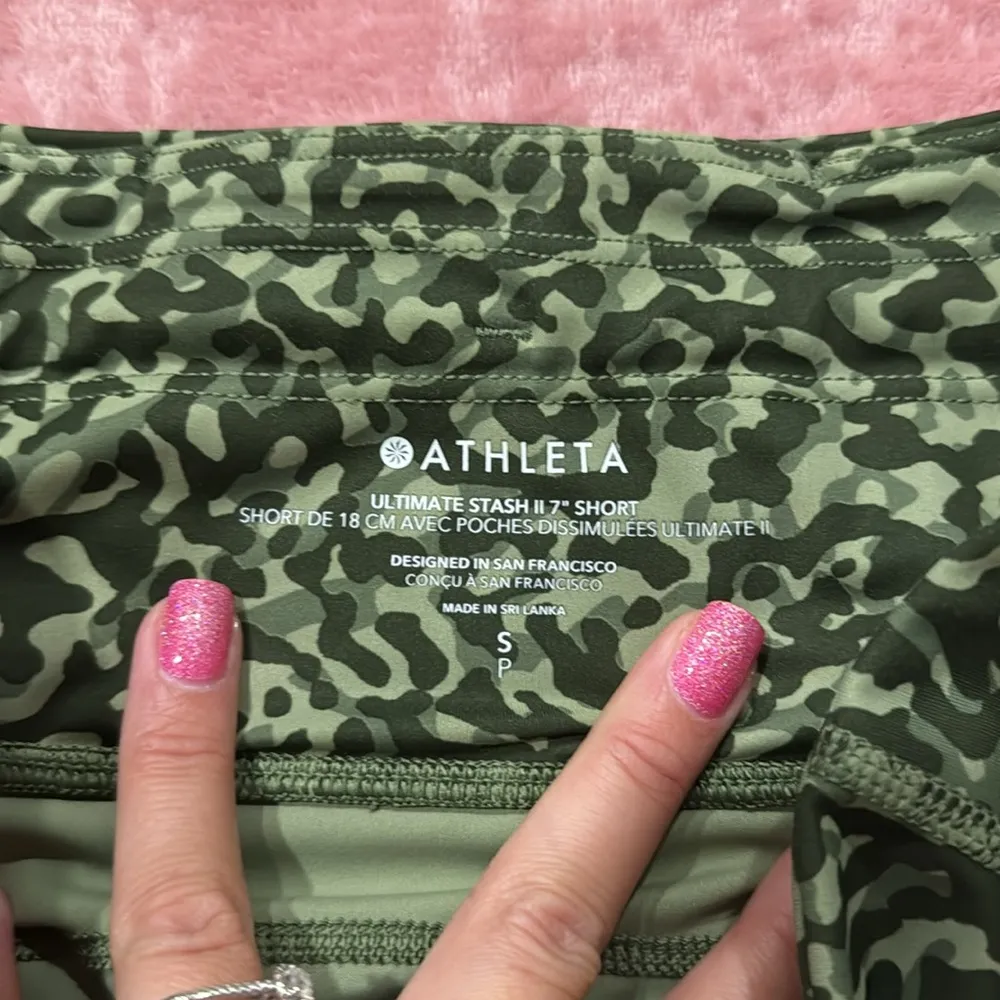 ATHLETA
ULTIMATE STASH II 7" SHORT
SHORT DE 18 CM AVEC POCHES DISSIMULÉES ULTIMATE II
DESIGNED IN SAN FRANCISCO
CONÇU À SAN FRANCISCO
MADE IN SRI LANKA
S
P